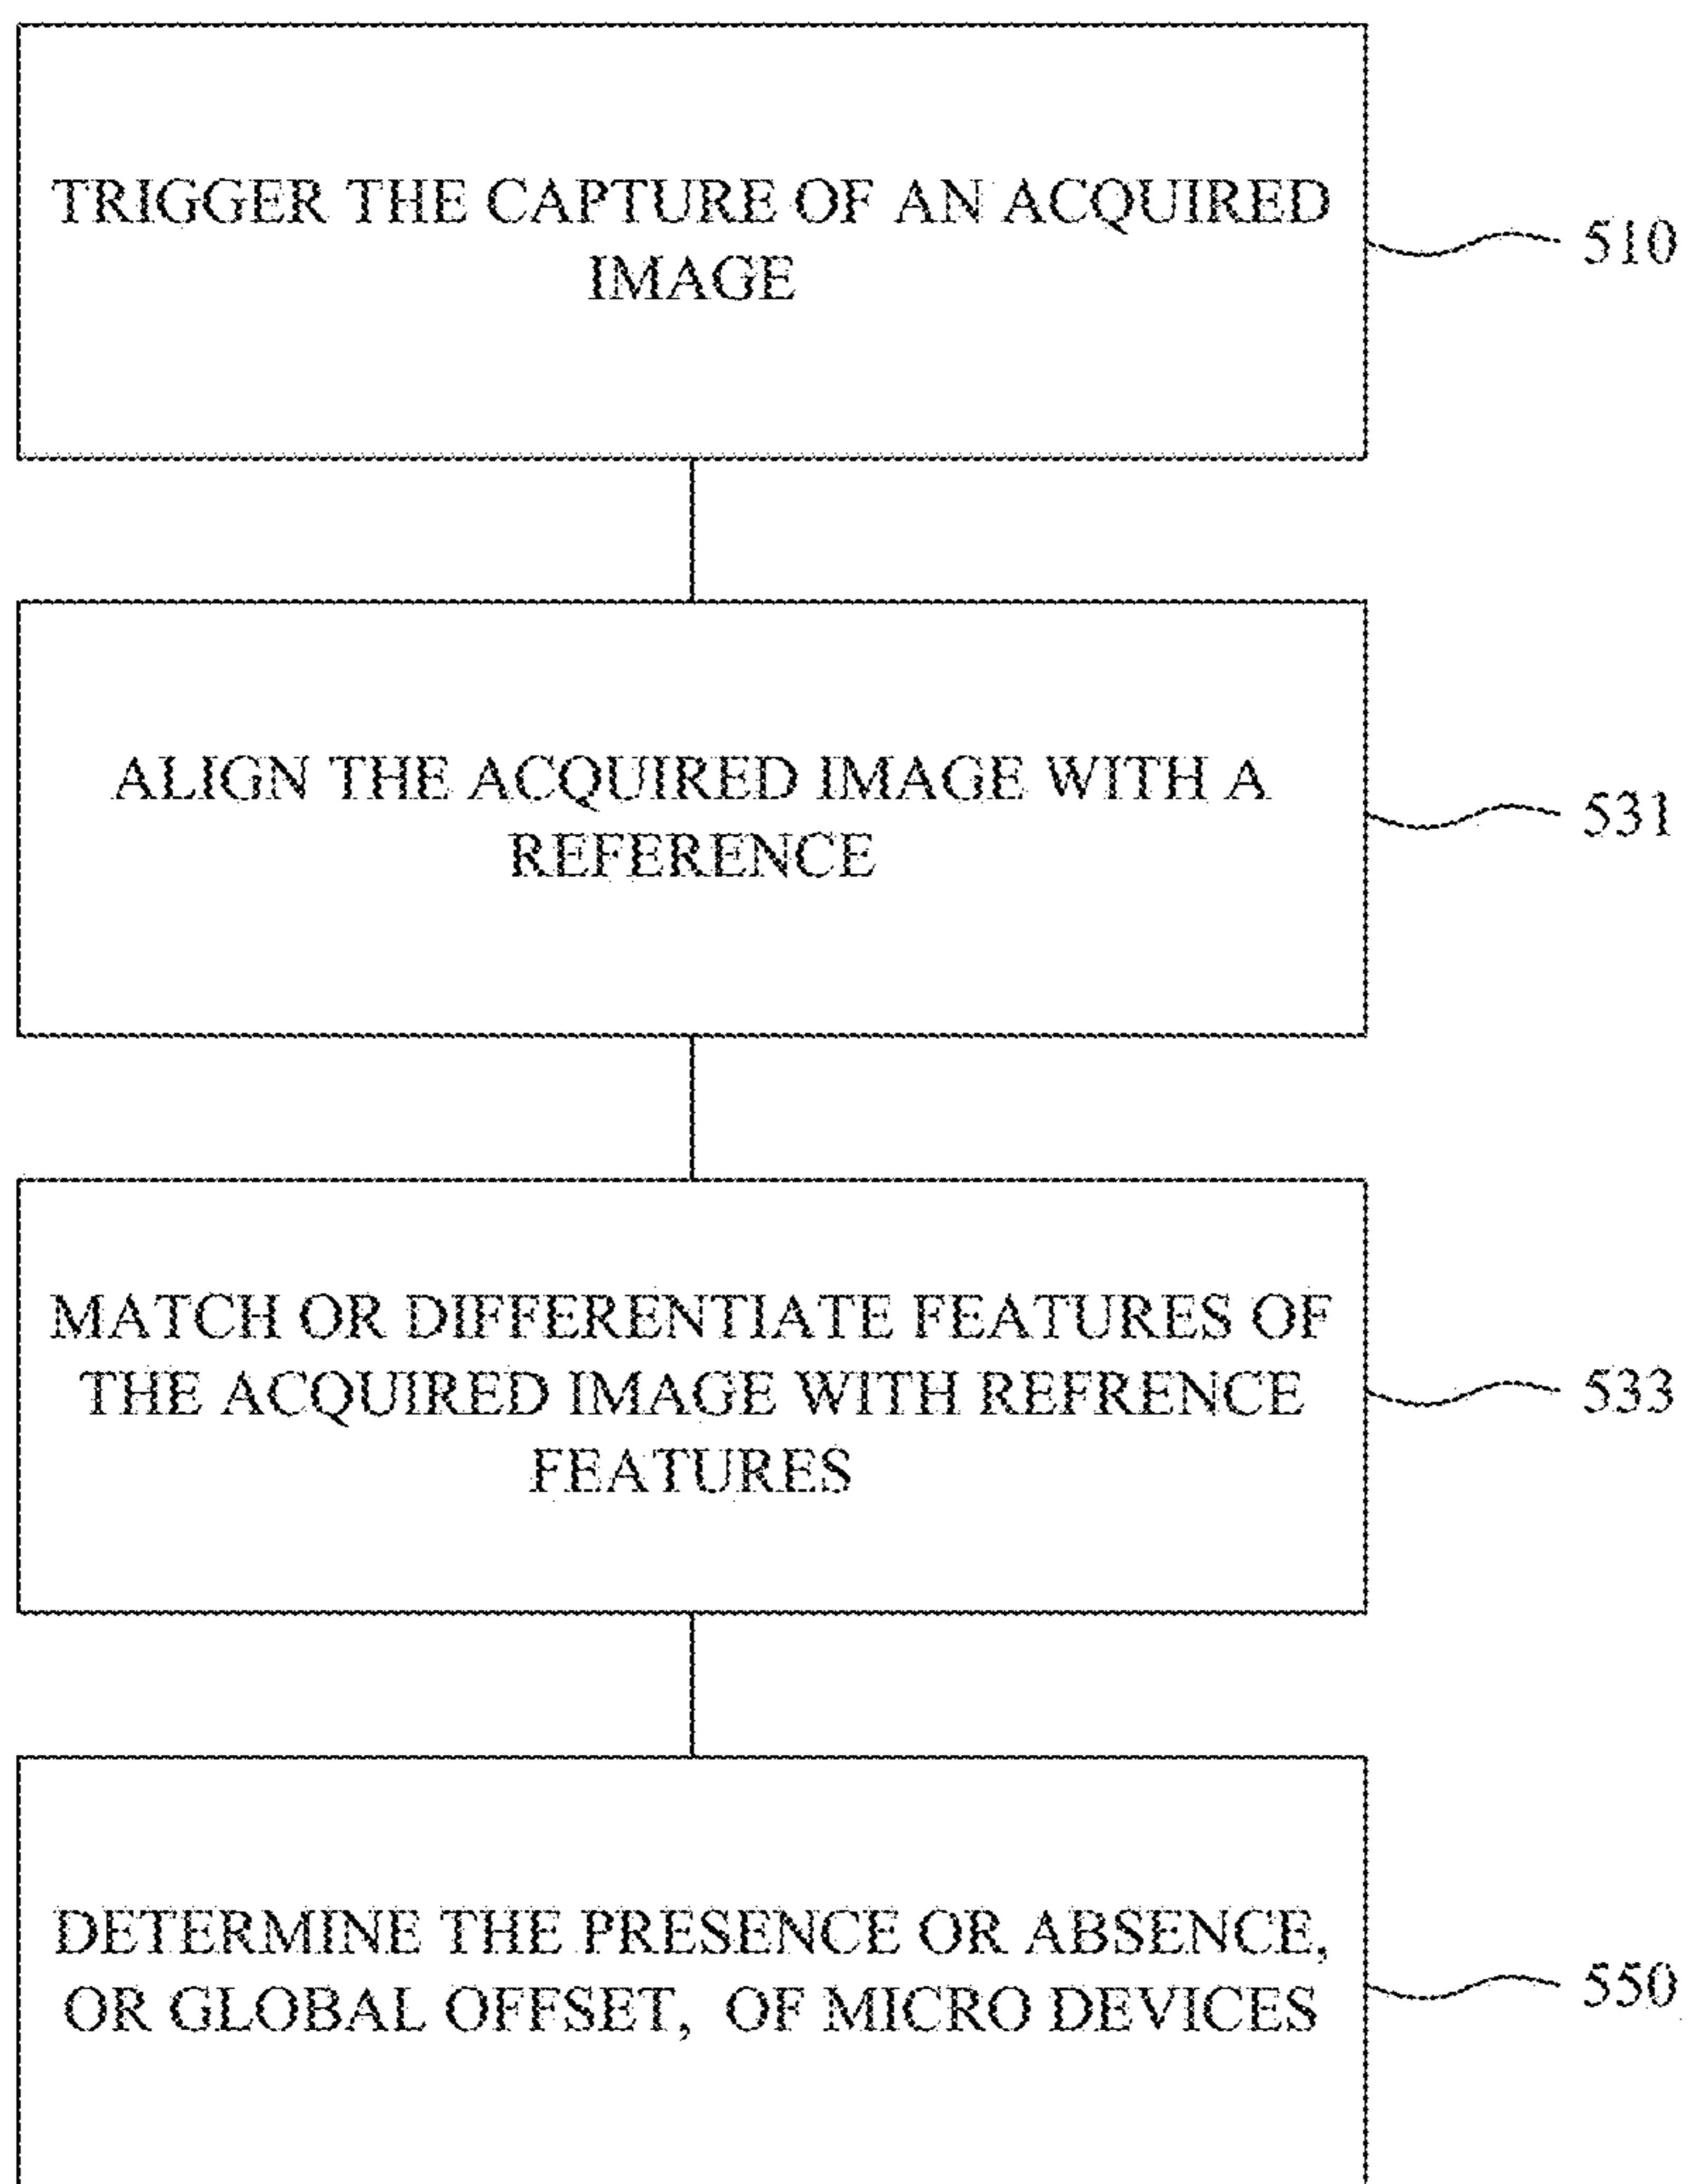 TRIGGER THE CAPTURE OF AN ACQUIRED
IMAGE
510
ALIGN THE ACQUIRED IMAGE WITH A
REFERENCE
531
MATCH OR DIFFERENTIATE FEATURES OF
THE ACQUIRED IMAGE WITH REFRENCE
FEATURES
533
DETERMINE THE PRESENCE OR ABSENCE,
OR GLOBAL OFFSET, OF MICRO DEVICES
550